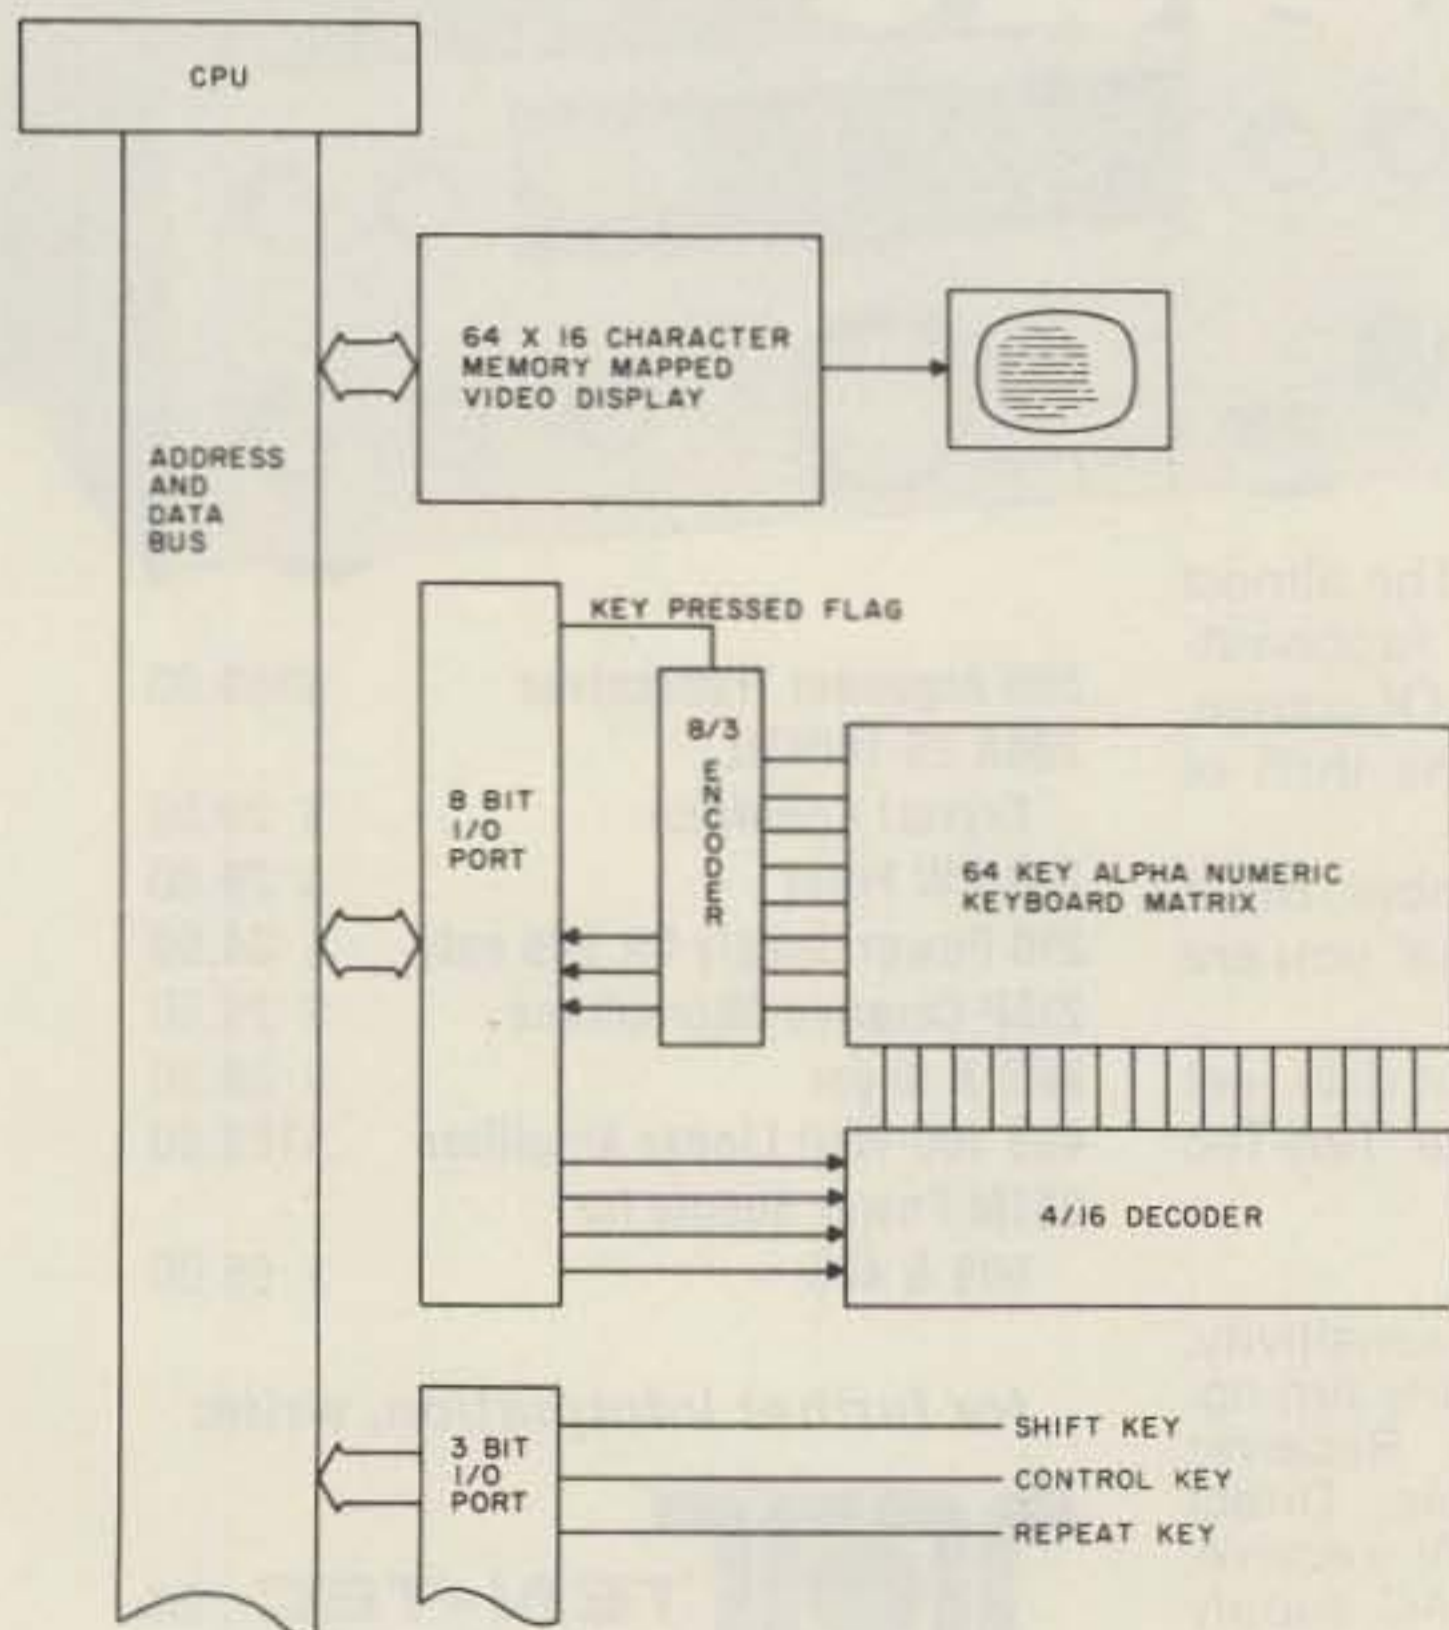 CPU
64 X 16 CHARACTER
MEMORY MAPPED
VIDEO DISPLAY
ADDRESS
AND
DATA
BUS
KEY PRESSED FLAG
8/3
ENCODER
8 BIT
I/O
PORT
64 KEY ALPHA NUMERIC
KEYBOARD MATRIX
4/16 DECODER
3 BIT
I/O
PORT
SHIFT KEY
CONTROL KEY
REPEAT KEY